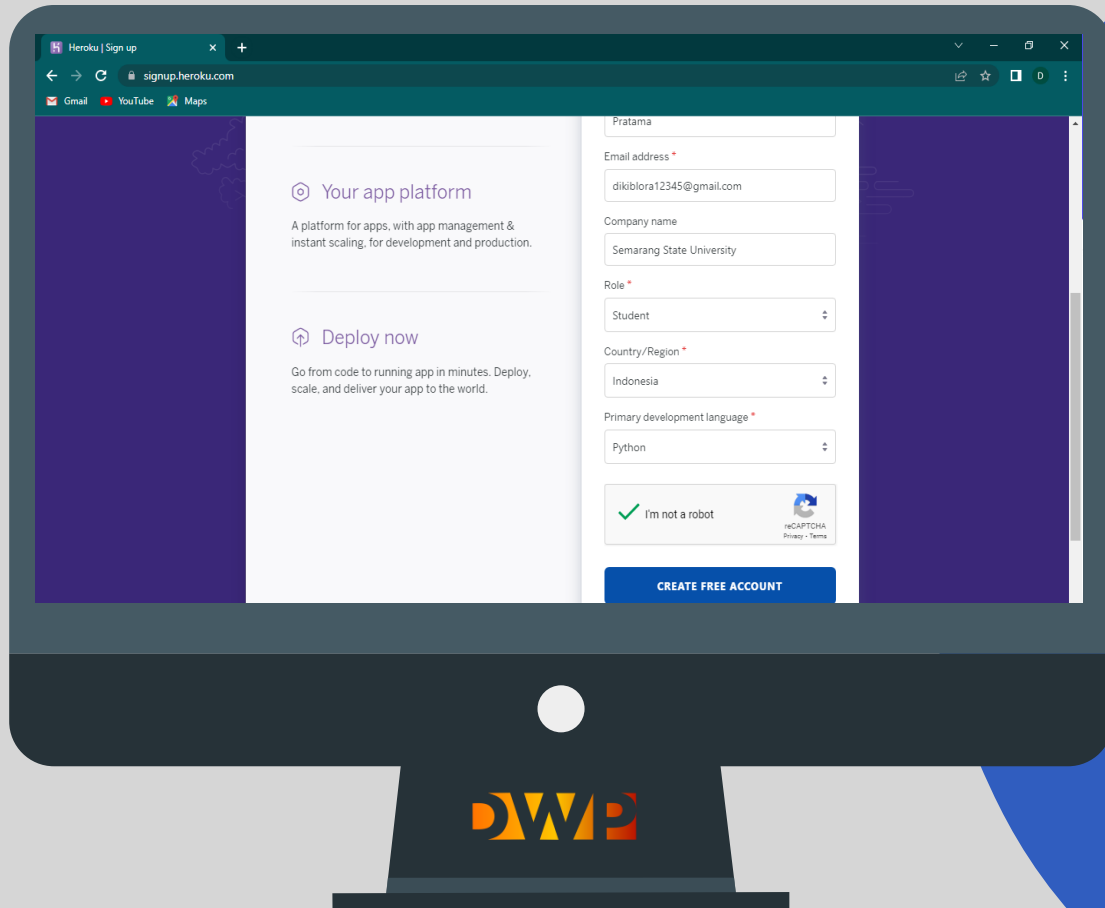 Heroku | Sign up
signup.heroku.com
D
Gmail YouTube Maps
Your app platform
A platform for apps, with app management &
instant scaling, for development and production.
Deploy now
Go from code to running app in minutes. Deploy,
scale, and deliver your app to the world.
Pratama
Email address *
dikiblora12345@gmail.com
Company name
Semarang State University
Role *
Student
Country/Region *
Indonesia
Primary development language *
Python
I'm not a robot
reCAPTCHA
Privacy - Terms
CREATE FREE ACCOUNT
DWP